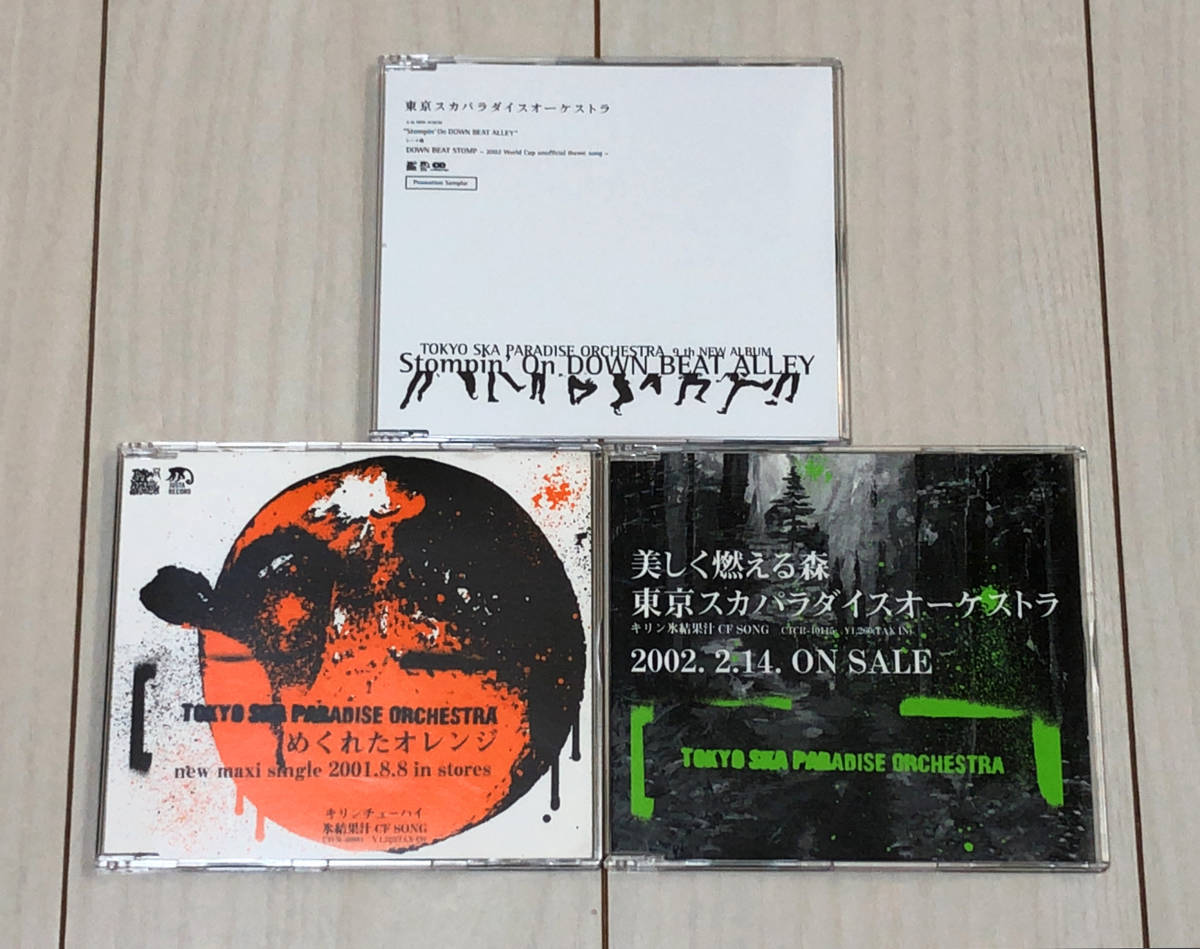 東京スカパラダイスオーケストラ
"Stompin' On DOWN BEAT ALLEY"
DOWN BEAT STOMP ~ 2002 World Cup unofficial theme song ~
Promotion Sampler
TOKYO SKA PARADISE ORCHESTRA 9 th NEW ALBUM
Stompin' On DOWN BEAT ALLEY
JUSTA
RECORD
TOKYO SKA PARADISE ORCHESTRA
めくれたオレンジ
new maxi single 2001.8.8 in stores
キリンチューハイ
氷結果汁 CF SONG
美しく燃える森
東京スカパラダイスオーケストラ
キリン氷結果汁 CF SONG
2002. 2.14. ON SALE
TOKYO SKA PARADISE ORCHESTRA